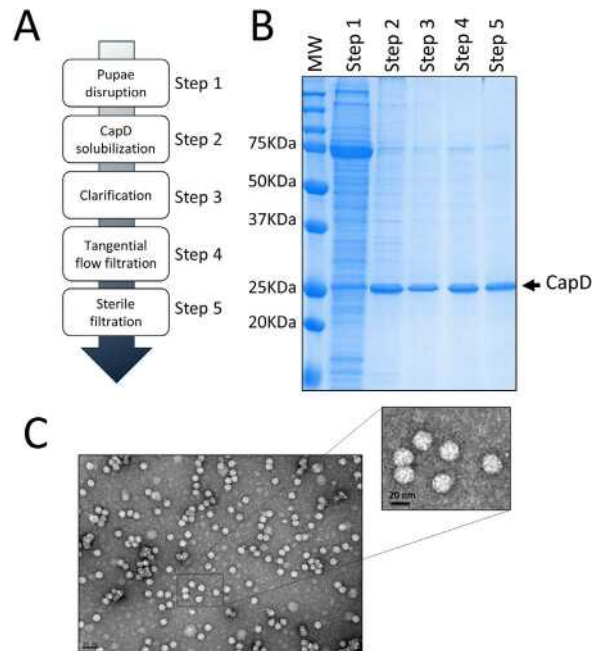 A
Pupae
disruption
Step 1
CapD
solubilization
Step 2
Clarification
Step 3
Tangential
flow filtration
Step 4
Sterile
filtration
Step 5
B
MW
Step 1
Step 2
Step 3
Step 4
Step 5
75KDa
50KDa
37KDa
25KDa
20KDa
CapD
C
20 nm